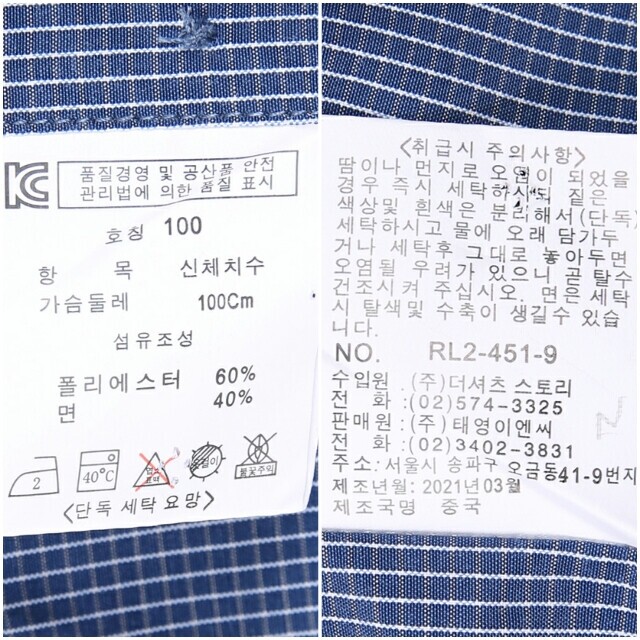 품질경영 및 공산품 안전
관리법에 의한 품질 표시
호칭 100
항 목 신체치수
가슴둘레 100Cm
섬유조성
폴리에스터 60%
면 40%
2
40℃
염소
표백
옷걸이
불꽃주의
<단독 세탁 요망>
<취급시 주의사항>
땀이나 먼지로 오염이 되었을
경우 즉시 세탁하시되 짙은
색상및 흰색은 분리해서(단독)
세탁하시고 물에 오래 담가두
거나 세탁후 그대로 놓아두면
오염될 우려가 있으니 곧 탈수
건조시켜 주십시오. 면은 세탁
시 탈색및 수축이 생길수 있습
니다.
NO. RL2-451-9
수입원 :(주)더셔츠 스토리
전 화 :(02)574-3325
판매원 :(주)태영이엔씨
전 화 :(02)3402-3831
주소: 서울시 송파구 오금동41-9번지
제조년월: 2021년03월
제조국명 중국